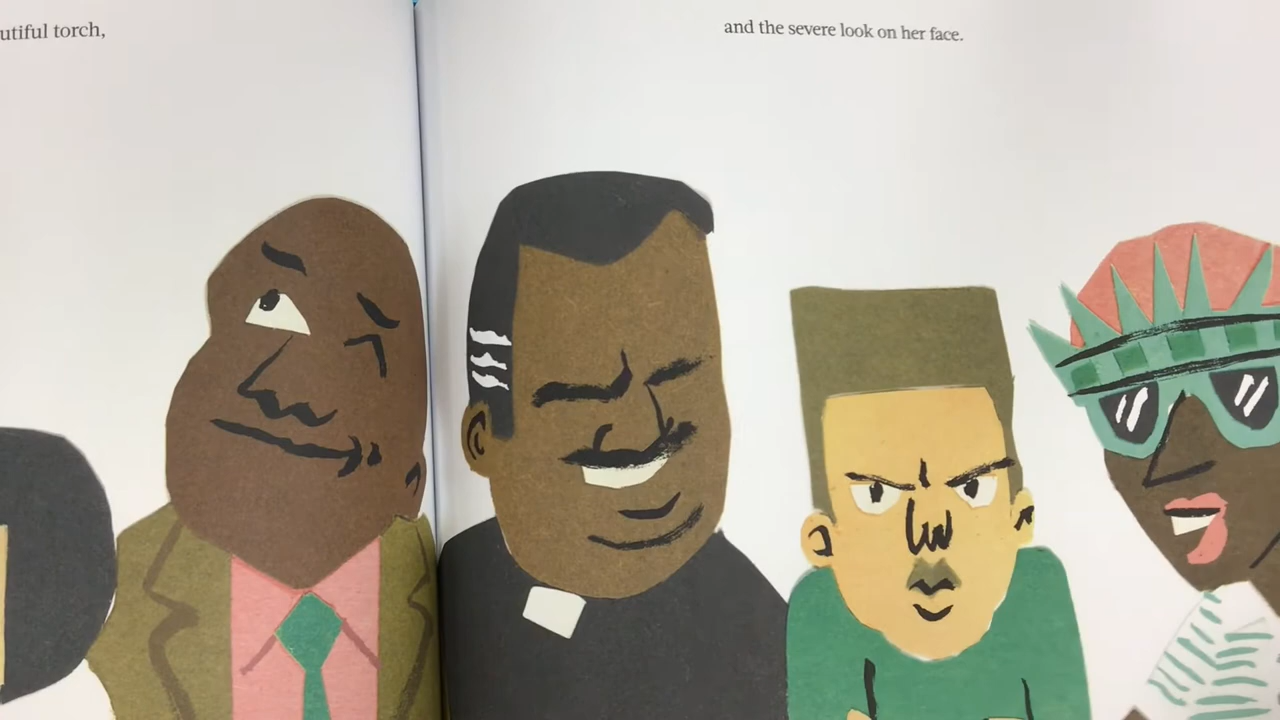 utiful torch,
and the severe look on her face.